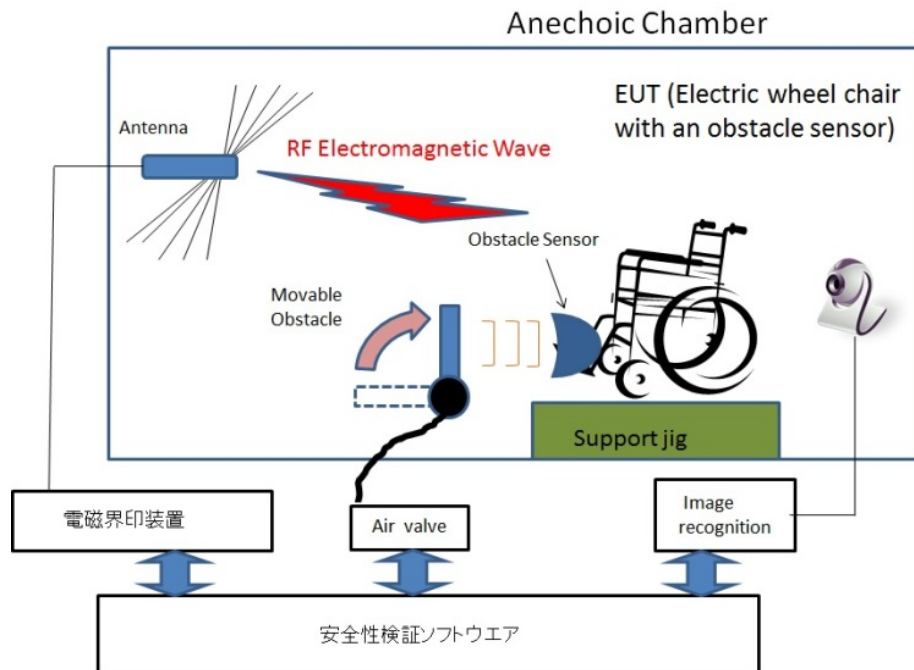 Anechoic Chamber
EUT (Electric wheel chair
with an obstacle sensor)
Antenna
RF Electromagnetic Wave
Obstacle Sensor
Movable
Obstacle
Support jig
電磁界印装置
Air valve
Image
recognition
安全性検証ソフトウエア